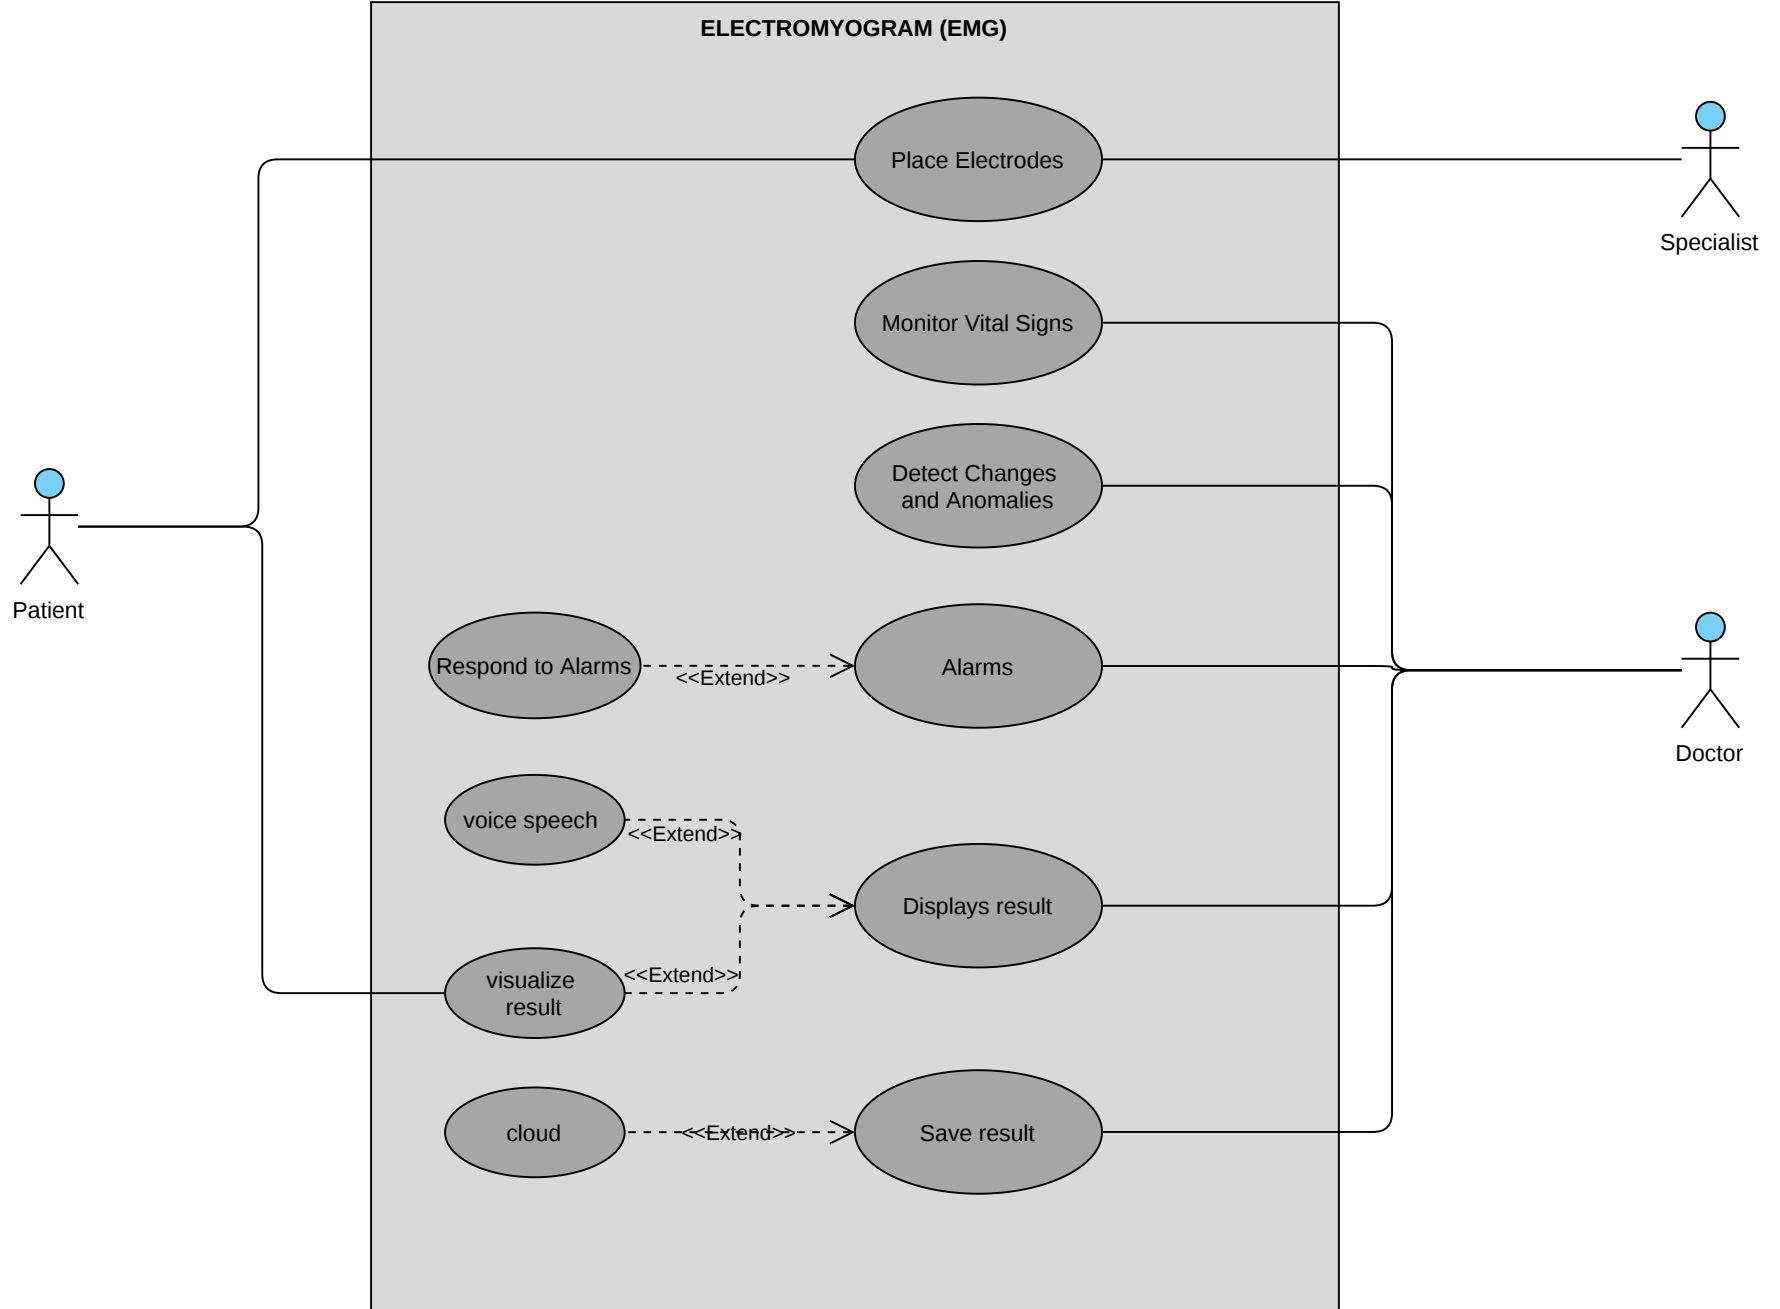 ELECTROMYOGRAM (EMG)
Place Electrodes
Specialist
Monitor Vital Signs
Detect Changes
and Anomalies
Patient
Respond to Alarms
<<Extend>>
Alarms
Doctor
voice speech
<<Extend>>
Displays result
visualize
result
<<Extend>>
cloud
<<Extend>>
Save result